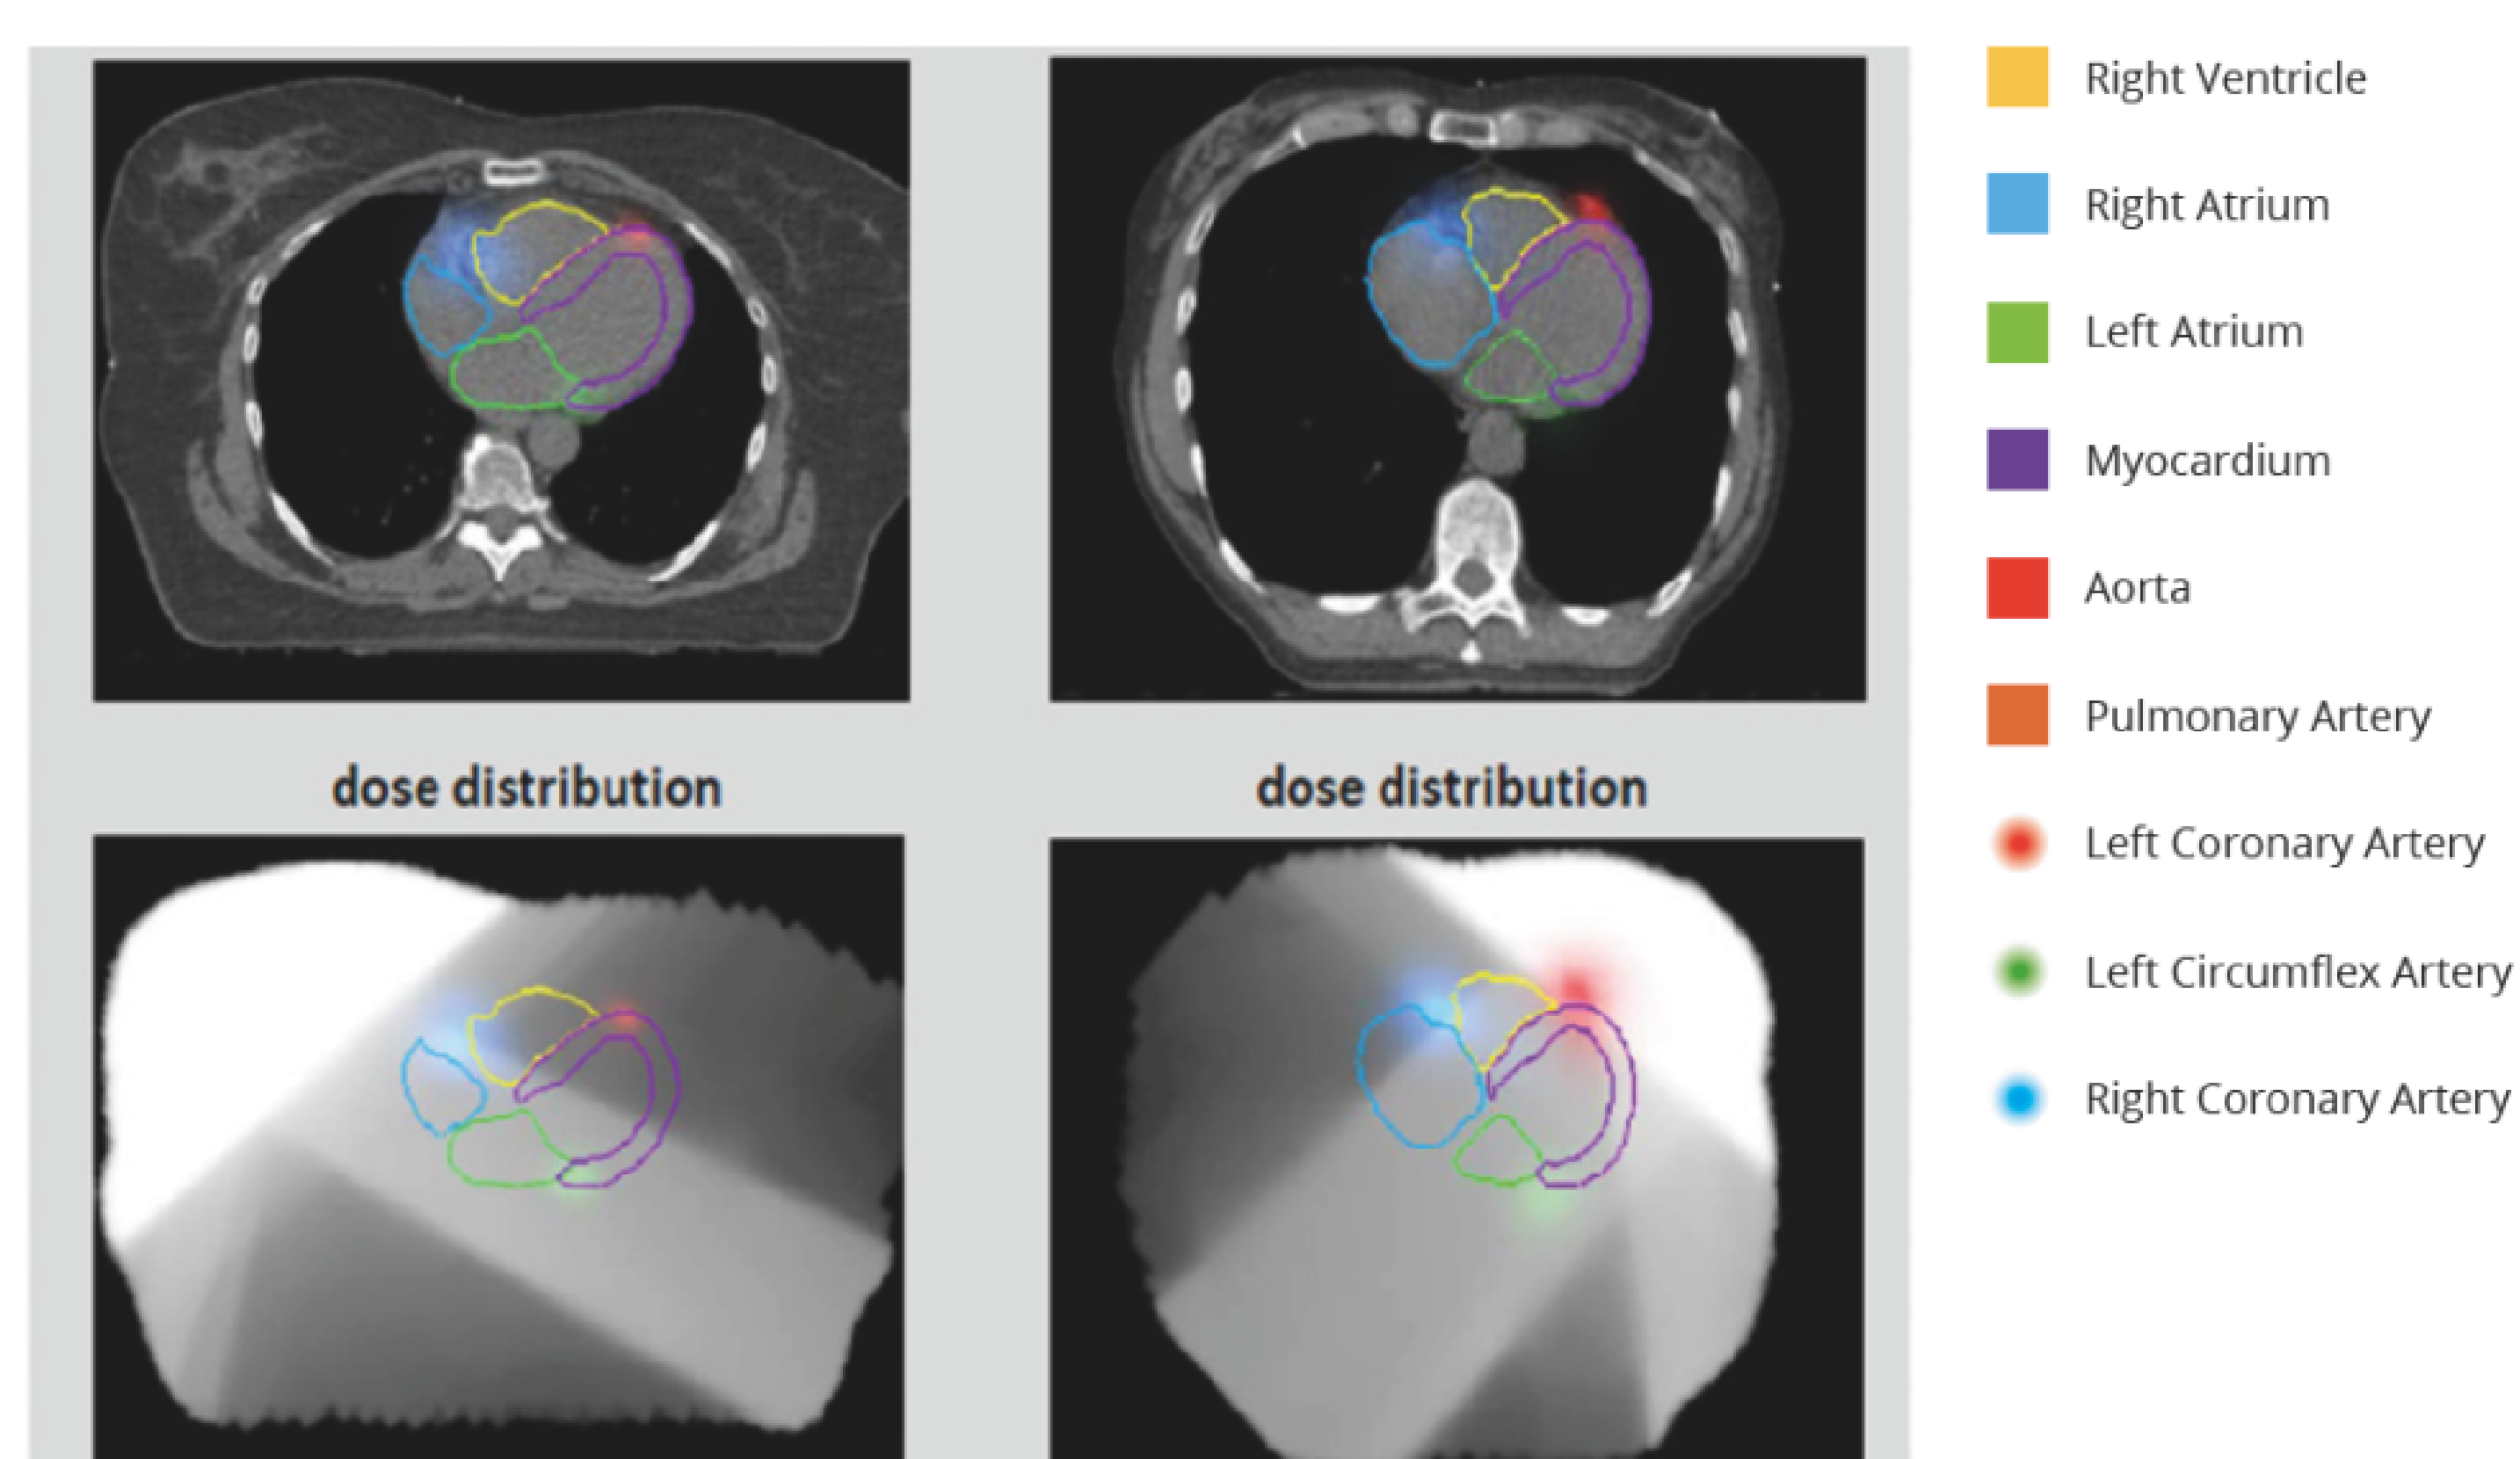 Right Ventricle
Right Atrium
Left Atrium
Myocardium
Aorta
Pulmonary Artery
Left Coronary Artery
Left Circumflex Artery
Right Coronary Artery
dose distribution
dose distribution